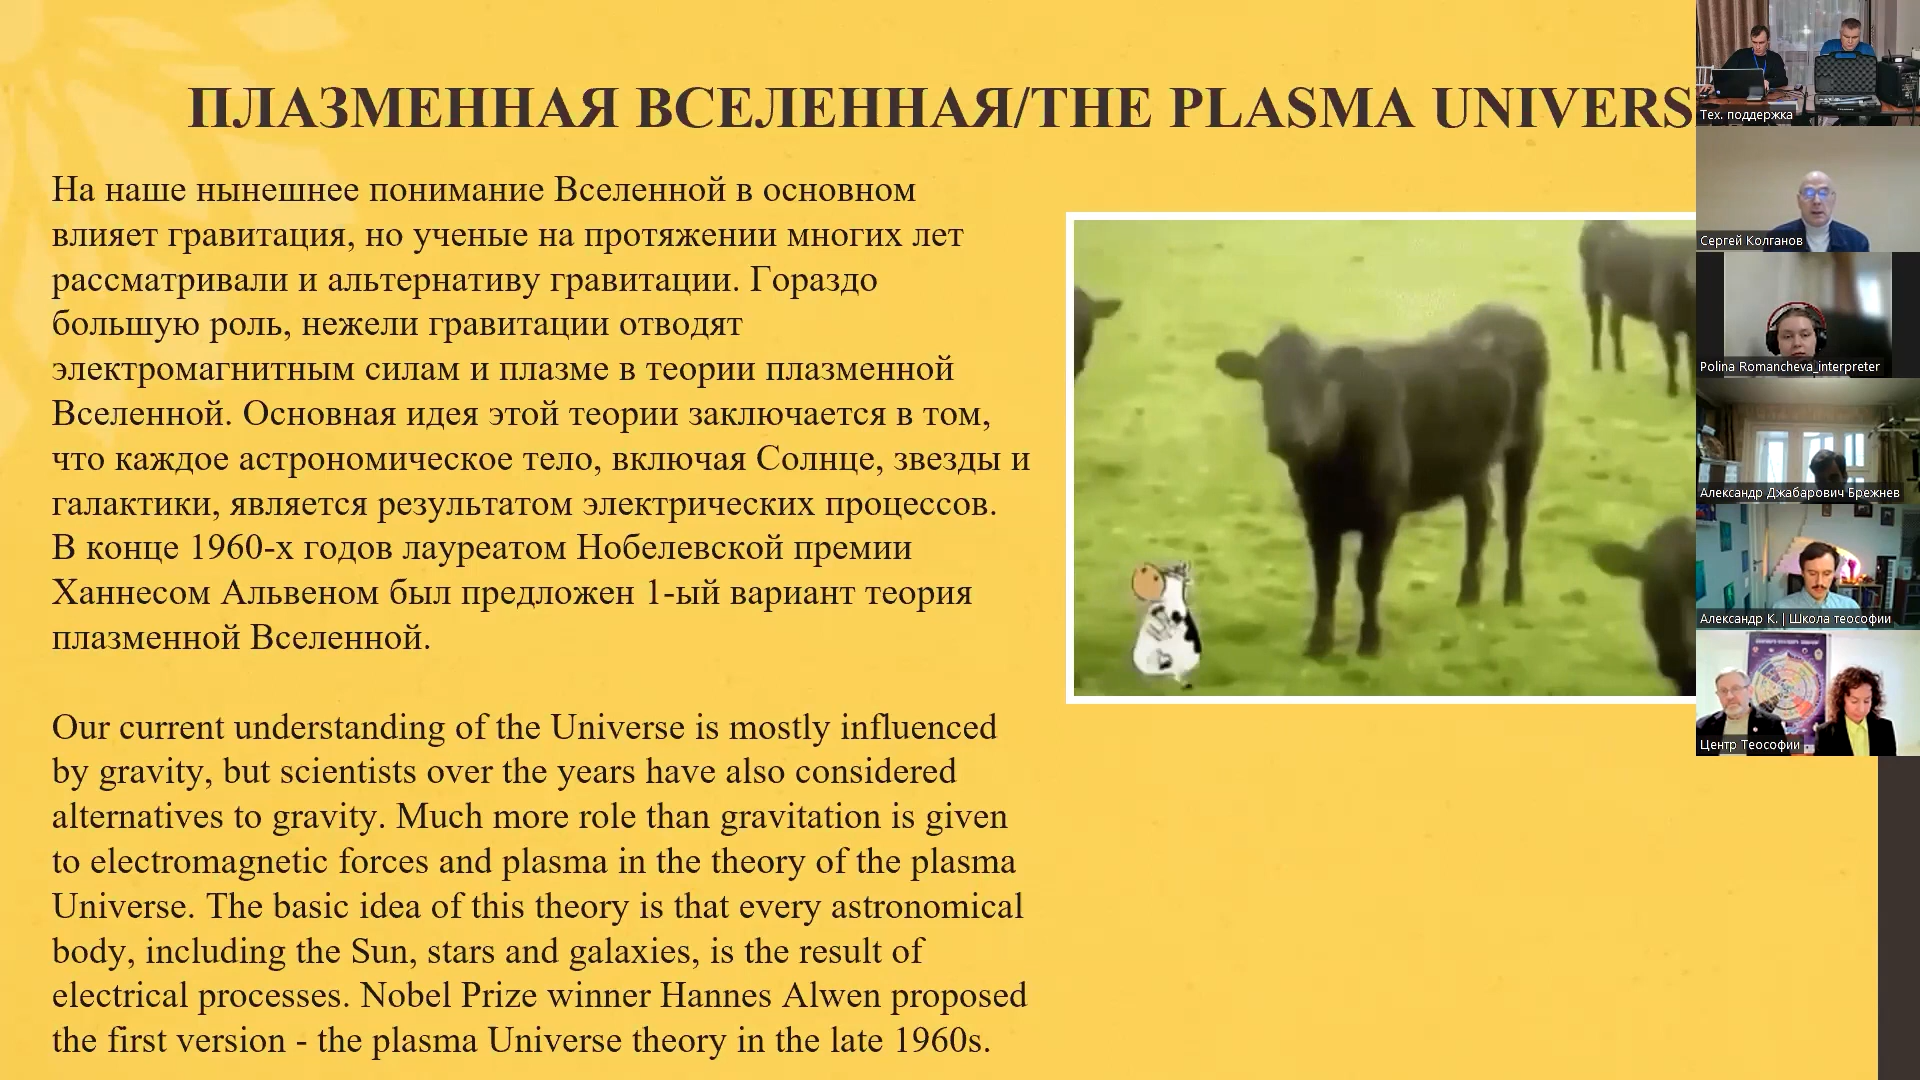 ПЛАЗМЕННАЯ ВСЕЛЕННАЯ/THE PLASMA UNIVERS
На наше нынешнее понимание Вселенной в основном
влияет гравитация, но ученые на протяжении многих лет
рассматривали и альтернативу гравитации. Гораздо
большую роль, нежели гравитации отводят
электромагнитным силам и плазме в теории плазменной
Вселенной. Основная идея этой теории заключается в том,
что каждое астрономическое тело, включая Солнце, звезды и
галактики, является результатом электрических процессов.
В конце 1960-х годов лауреатом Нобелевской премии
Ханнесом Альвеном был предложен 1-ый вариант теория
плазменной Вселенной.
Our current understanding of the Universe is mostly influenced
by gravity, but scientists over the years have also considered
alternatives to gravity. Much more role than gravitation is given
to electromagnetic forces and plasma in the theory of the plasma
Universe. The basic idea of this theory is that every astronomical
body, including the Sun, stars and galaxies, is the result of
electrical processes. Nobel Prize winner Hannes Alwen proposed
the first version - the plasma Universe theory in the late 1960s.
Тех. поддержка
Сергей Колганов
Polina Romancheva_interpreter
Александр Джабарович Брежнев
Александр К. | Школа теософии
Центр Теософии